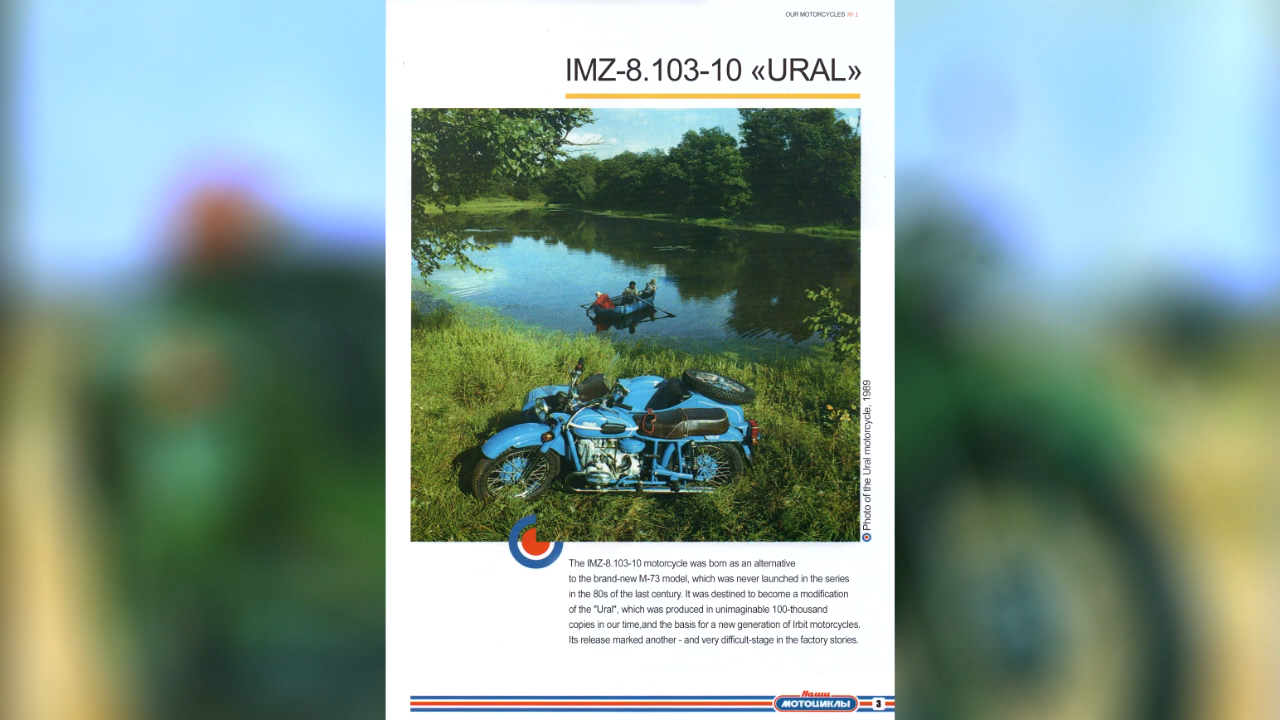 OUR MOTORCYCLES № 1
IMZ-8.103-10 «URAL»
Photo of the Ural motorcycle, 1989
The IMZ-8.103-10 motorcycle was born as an alternative
to the brand-new M-73 model, which was never launched in the series
in the 80s of the last century. It was destined to become a modification
of the "Ural", which was produced in unimaginable 100-thousand
copies in our time,and the basis for a new generation of Irbit motorcycles.
Its release marked another - and very difficult-stage in the factory stories.
Наши
МОТОЦИКЛЫ
3